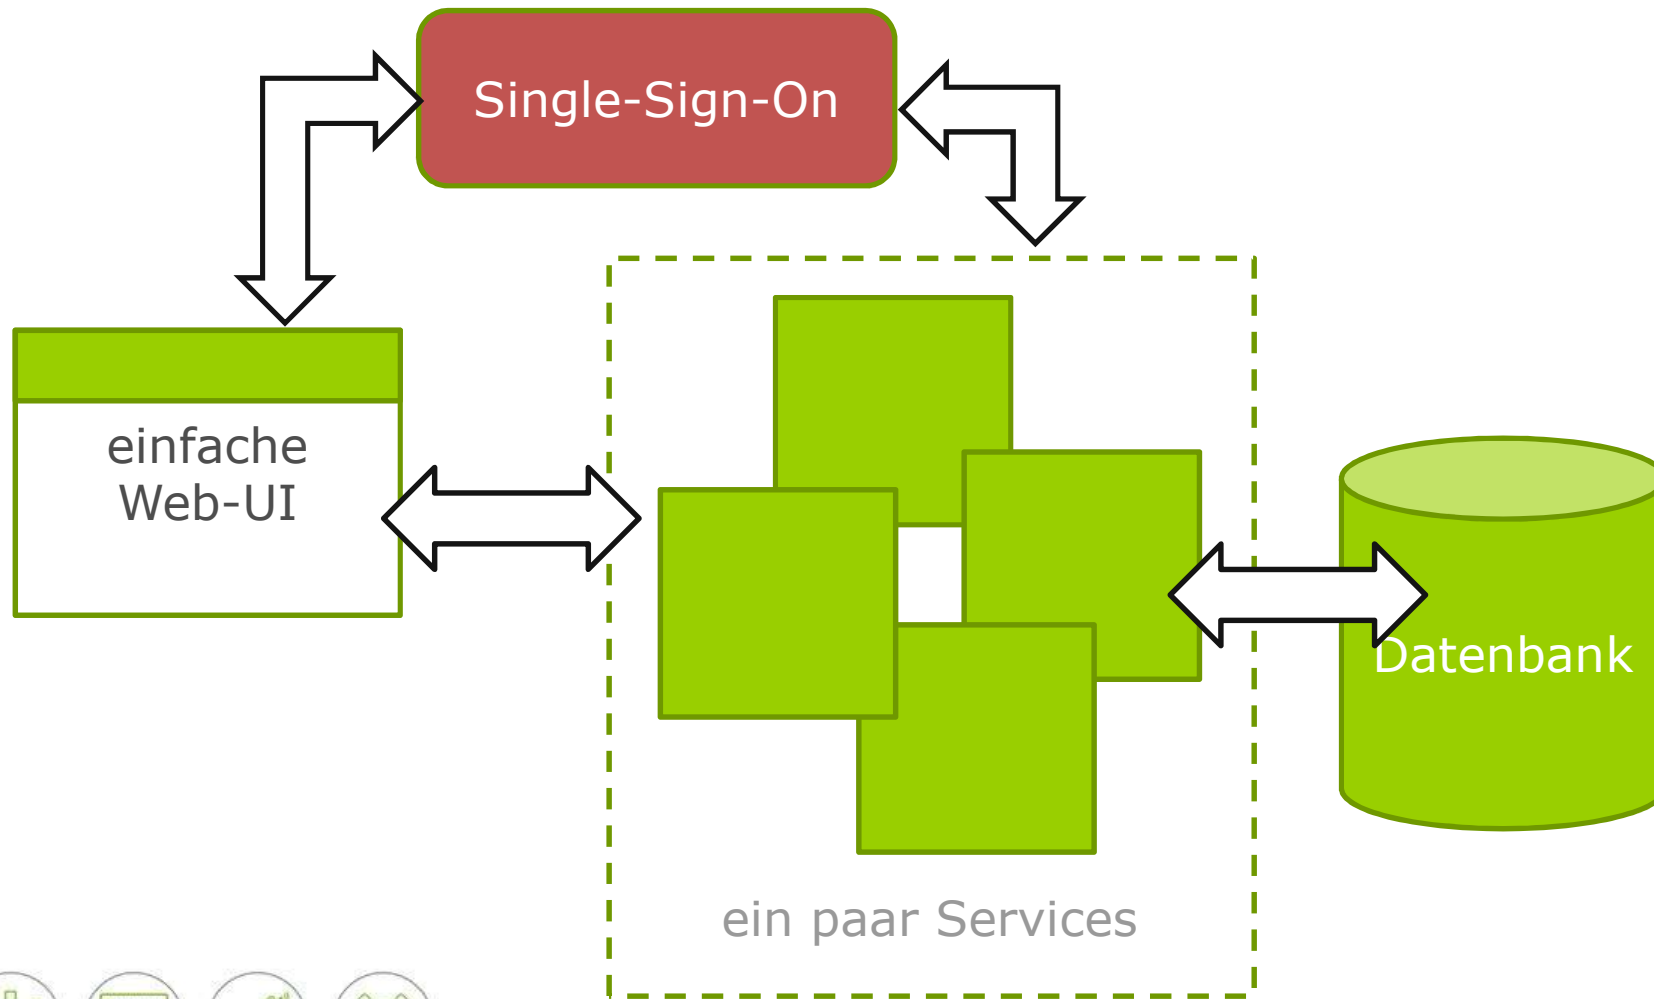 Single-Sign-On
einfache
Web-UI
Datenbank
ein paar Services